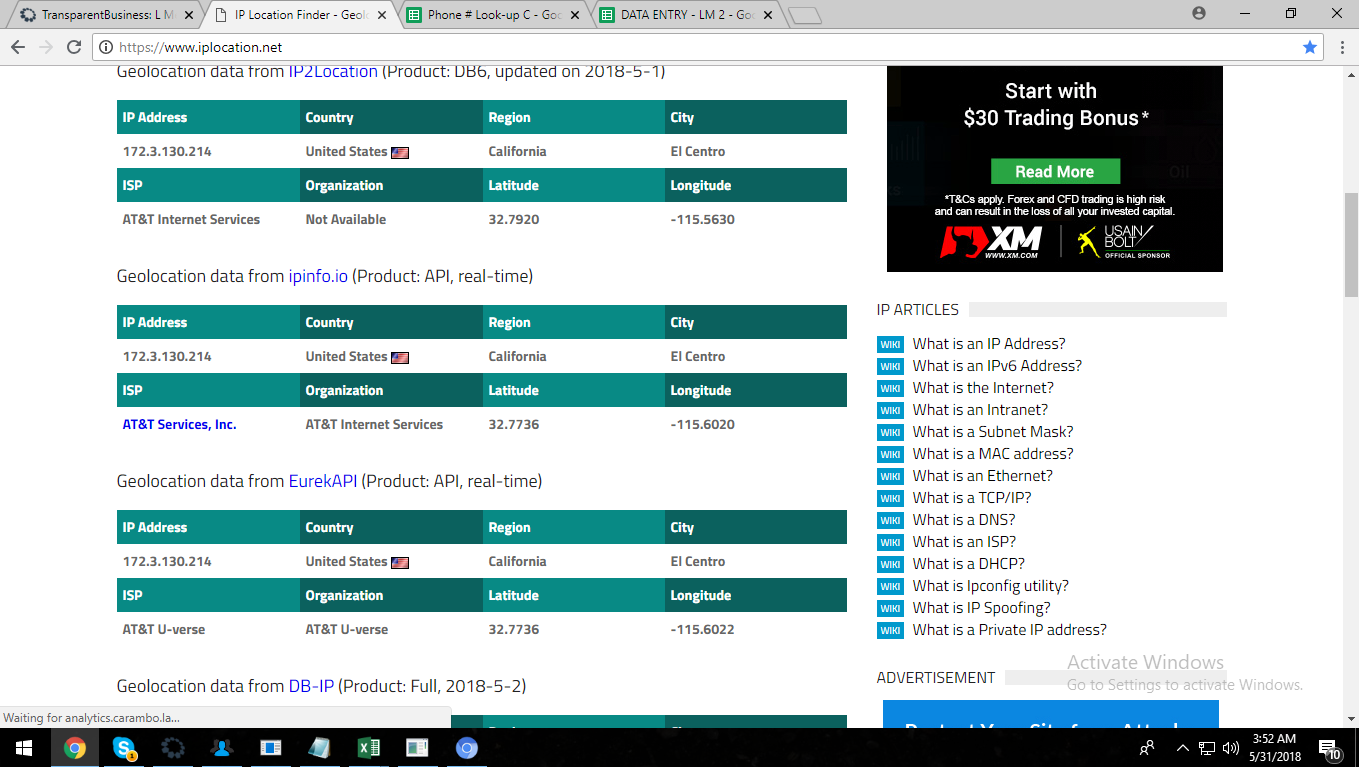 TransparentBusiness: L M
IP Location Finder - Geol
Phone # Look-up C - Goo
DATA ENTRY - LM 2 - Goo
https://www.iplocation.net
Geolocation data from IP2Location (Product: DB6, updated on 2018-5-1)
IP Address Country Region City
172.3.130.214 United States California El Centro
ISP Organization Latitude Longitude
AT&T Internet Services Not Available 32.7920 -115.5630
Geolocation data from ipinfo.io (Product: API, real-time)
IP Address Country Region City
172.3.130.214 United States California El Centro
ISP Organization Latitude Longitude
AT&T Services, Inc. AT&T Internet Services 32.7736 -115.6020
Geolocation data from EurekAPI (Product: API, real-time)
IP Address Country Region City
172.3.130.214 United States California El Centro
ISP Organization Latitude Longitude
AT&T U-verse AT&T U-verse 32.7736 -115.6022
Geolocation data from DB-IP (Product: Full, 2018-5-2)
Start with
$30 Trading Bonus*
Read More
Oil
*T&Cs apply. Forex and CFD trading is high risk
and can result in the loss of all your invested capital.
XM
WWW.XM.COM
USAIN
BOLT
OFFICIAL SPONSOR
IP ARTICLES
WIKI What is an IP Address?
WIKI What is an IPv6 Address?
WIKI What is the Internet?
WIKI What is an Intranet?
WIKI What is a Subnet Mask?
WIKI What is a MAC address?
WIKI What is an Ethernet?
WIKI What is a TCP/IP?
WIKI What is a DNS?
WIKI What is an ISP?
WIKI What is a DHCP?
WIKI What is Ipconfig utility?
WIKI What is IP Spoofing?
WIKI What is a Private IP address?
Activate Windows
ADVERTISEMENT
Go to Settings to activate Windows.
Waiting for analytics.carambo.la...
1
3:52 AM
5/31/2018
10